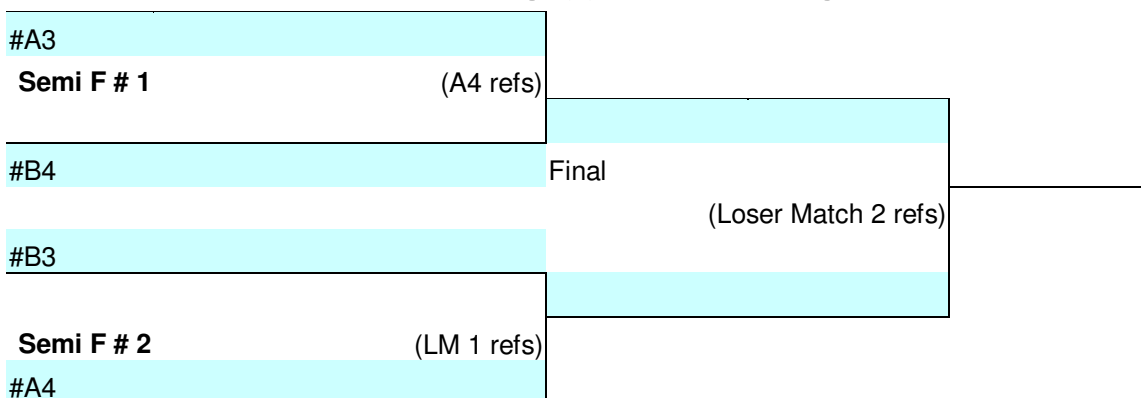 #A3
Semi F # 1 (A4 refs)
#B4 Final
(Loser Match 2 refs)
#B3
Semi F # 2 (LM 1 refs)
#A4